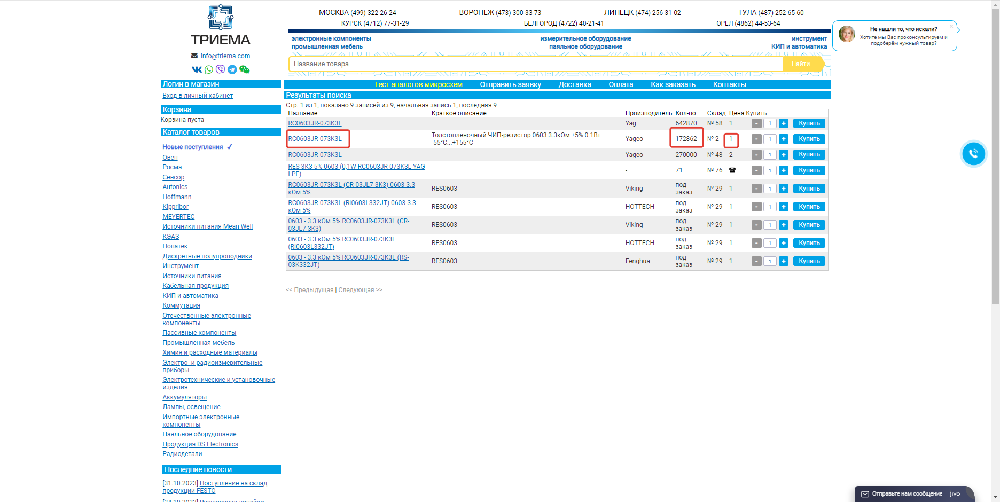 ТРИЕМА
info@triema.com
МОСКВА (499) 322-26-24 ВОРОНЕЖ (473) 300-33-73 ЛИПЕЦК (474) 256-31-02 ТУЛА (487) 252-65-60
КУРСК (4712) 77-31-29 БЕЛГОРОД (4722) 40-21-41 ОРЕЛ (4862) 44-53-64
электронные компоненты измерительное оборудование инструмент
промышленная мебель паяльное оборудование КИП и автоматика
Название товара Найти
Не нашли то, что искали?
Хотите мы Вас проконсультируем и
подоберём нужный товар?
Тест аналогов микросхем Отправить заявку Доставка Оплата Как заказать Контакты
Логин в магазин
Вход в личный кабинет
Корзина
Корзина пуста
Каталог товаров
Новые поступления ✓
Овен
Росма
Сенсор
Autonics
Hoffmann
Kippribor
MEYERTEC
Источники питания Mean Well
КЭАЗ
Новатек
Дискретные полупроводники
Инструмент
Источники питания
Кабельная продукция
КИП и автоматика
Коммутация
Отечественные электронные
компоненты
Пассивные компоненты
Промышленная мебель
Химия и расходные материалы
Электро- и радиоизмерительные
приборы
Электротехнические и установочные
изделия
Аккумуляторы
Лампы, освещение
Импортные электронные
компоненты
Паяльное оборудование
Продукция DS Electronics
Радиодетали
Последние новости
[31.10.2023] Поступление на склад
продукции FESTO
[24.10.2023] Расширение линейки
Результаты поиска
Стр. 1 из 1, показано 9 записей из 9, начальная запись 1, последняя 9
Название Краткое описание Производитель Кол-во Склад Цена Купить
RC0603JR-073K3L Yag 642870 № 58 1 - 1 + Купить
RC0603JR-073K3L Толстопленочный ЧИП-резистор 0603 3.3кОм ±5% 0.1Вт
-55°C...+155°C Yageo 172862 № 2 1 - 1 + Купить
RC0603JR-073K3L Yageo 270000 № 48 2 - 1 + Купить
RES 3K3 5% 0603 (0,1W RC0603JR-073K3L YAG
LPF) - 71 № 76 ☎ - 1 + Купить
RC0603JR-073K3L (CR-03JL7-3K3) 0603-3.3
кОм 5% RES0603 Viking под
заказ № 29 1 - 1 + Купить
RC0603JR-073K3L (RI0603L332JT) 0603-3.3
кОм 5% RES0603 HOTTECH под
заказ № 29 1 - 1 + Купить
0603 - 3.3 кОм 5% RC0603JR-073K3L (CR-
03JL7-3K3) RES0603 Viking под
заказ № 29 1 - 1 + Купить
0603 - 3.3 кОм 5% RC0603JR-073K3L
(RI0603L332JT) RES0603 HOTTECH под
заказ № 29 1 - 1 + Купить
0603 - 3.3 кОм 5% RC0603JR-073K3L (RS-
03K332JT) RES0603 Fenghua под
заказ № 29 1 - 1 + Купить
<< Предыдущая | Следующая >>
Отправьте нам сообщение jivo